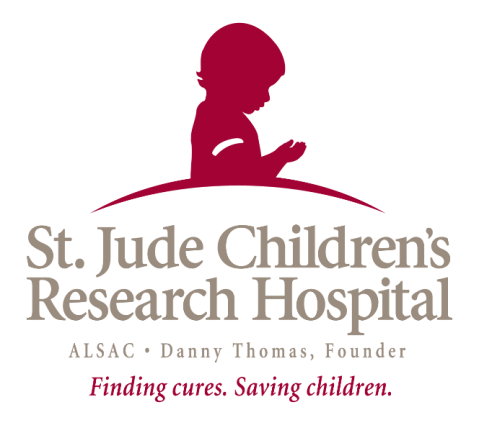 St. Jude Children's
Research Hospital
ALSAC • Danny Thomas, Founder
Finding cures. Saving children.